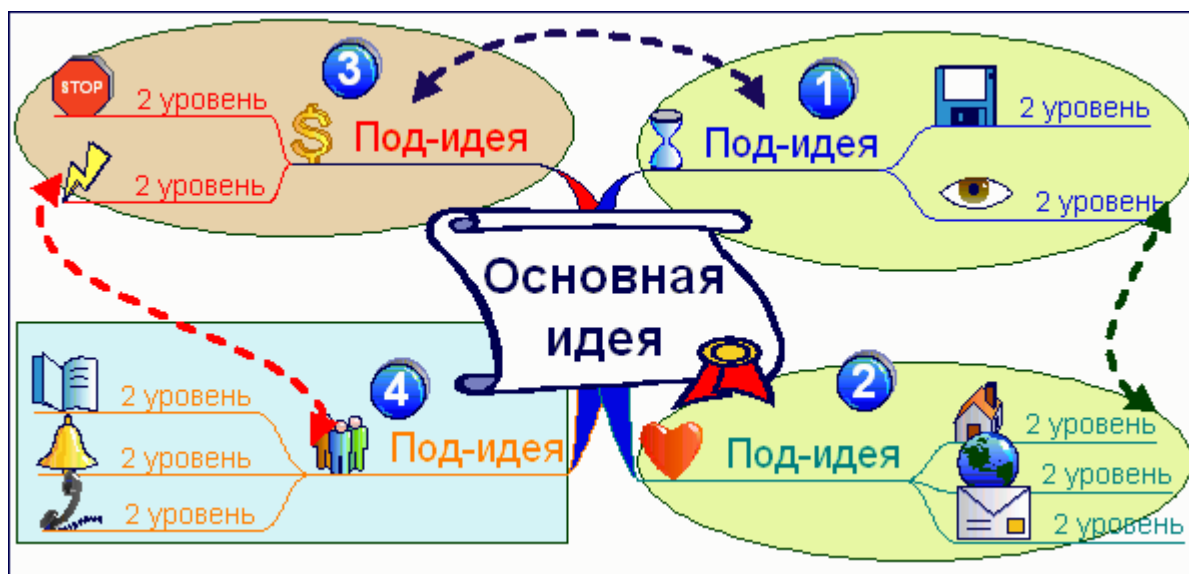 3
STOP
2 уровень
Под-идея
2 уровень
1
2 уровень
Под-идея
2 уровень
Основная
идея
4
2 уровень
Под-идея
2 уровень
2 уровень
2
2 уровень
Под-идея
2 уровень
2 уровень